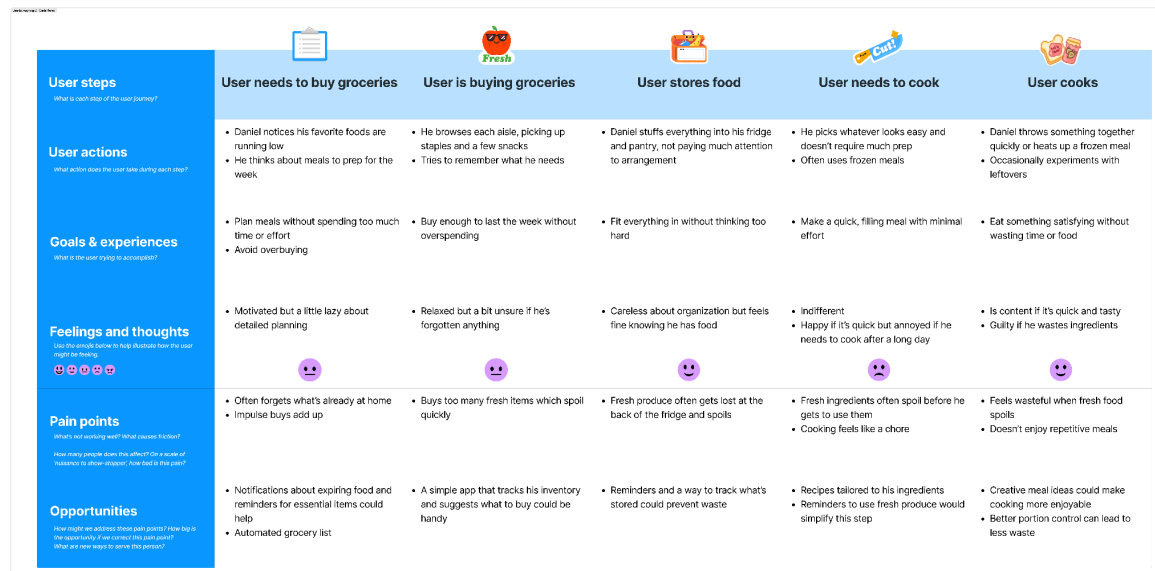 User needs to buy groceries
Fresh
User is buying groceries
User stores food
Cut!
User needs to cook
User cooks
User steps
What is each step of the user journey?
User actions
What action does the user take during each step?
• Daniel notices his favorite foods are
running low
• He thinks about meals to prep for the
week
• He browses each aisle, picking up
staples and a few snacks
• Tries to remember what he needs
• Daniel stuffs everything into his fridge
and pantry, not paying much attention
to arrangement
• He picks whatever looks easy and
doesn't require much prep
• Often uses frozen meals
• Daniel throws something together
quickly or heats up a frozen meal
• Occasionally experiments with
leftovers
Goals & experiences
What is the user trying to accomplish?
• Plan meals without spending too much
time or effort
• Avoid overbuying
• Buy enough to last the week without
overspending
• Fit everything in without thinking too
hard
• Make a quick, filling meal with minimal
effort
• Eat something satisfying without
wasting time or food
Feelings and thoughts
Use the emojis below to help illustrate how the user
might be feeling.
• Motivated but a little lazy about
detailed planning
• Relaxed but a bit unsure if he's
forgotten anything
• Careless about organization but feels
fine knowing he has food
• Indifferent
• Happy if it's quick but annoyed if he
needs to cook after a long day
• Is content if it's quick and tasty
• Guilty if he wastes ingredients
Pain points
What's not working well? What causes friction?
How many people does this affect? On a scale of
'nuisance to show-stopper', how bad is this pain?
• Often forgets what's already at home
• Impulse buys add up
• Buys too many fresh items which spoil
quickly
• Fresh produce often gets lost at the
back of the fridge and spoils
• Fresh ingredients often spoil before he
gets to use them
• Cooking feels like a chore
• Feels wasteful when fresh food
spoils
• Doesn't enjoy repetitive meals
Opportunities
How might we address these pain points? How big is
the opportunity if we correct this pain point?
What are new ways to serve this person?
• Notifications about expiring food and
reminders for essential items could
help
• Automated grocery list
• A simple app that tracks his inventory
and suggests what to buy could be
handy
• Reminders and a way to track what's
stored could prevent waste
• Recipes tailored to his ingredients
• Reminders to use fresh produce would
simplify this step
• Creative meal ideas could make
cooking more enjoyable
• Better portion control can lead to
less waste